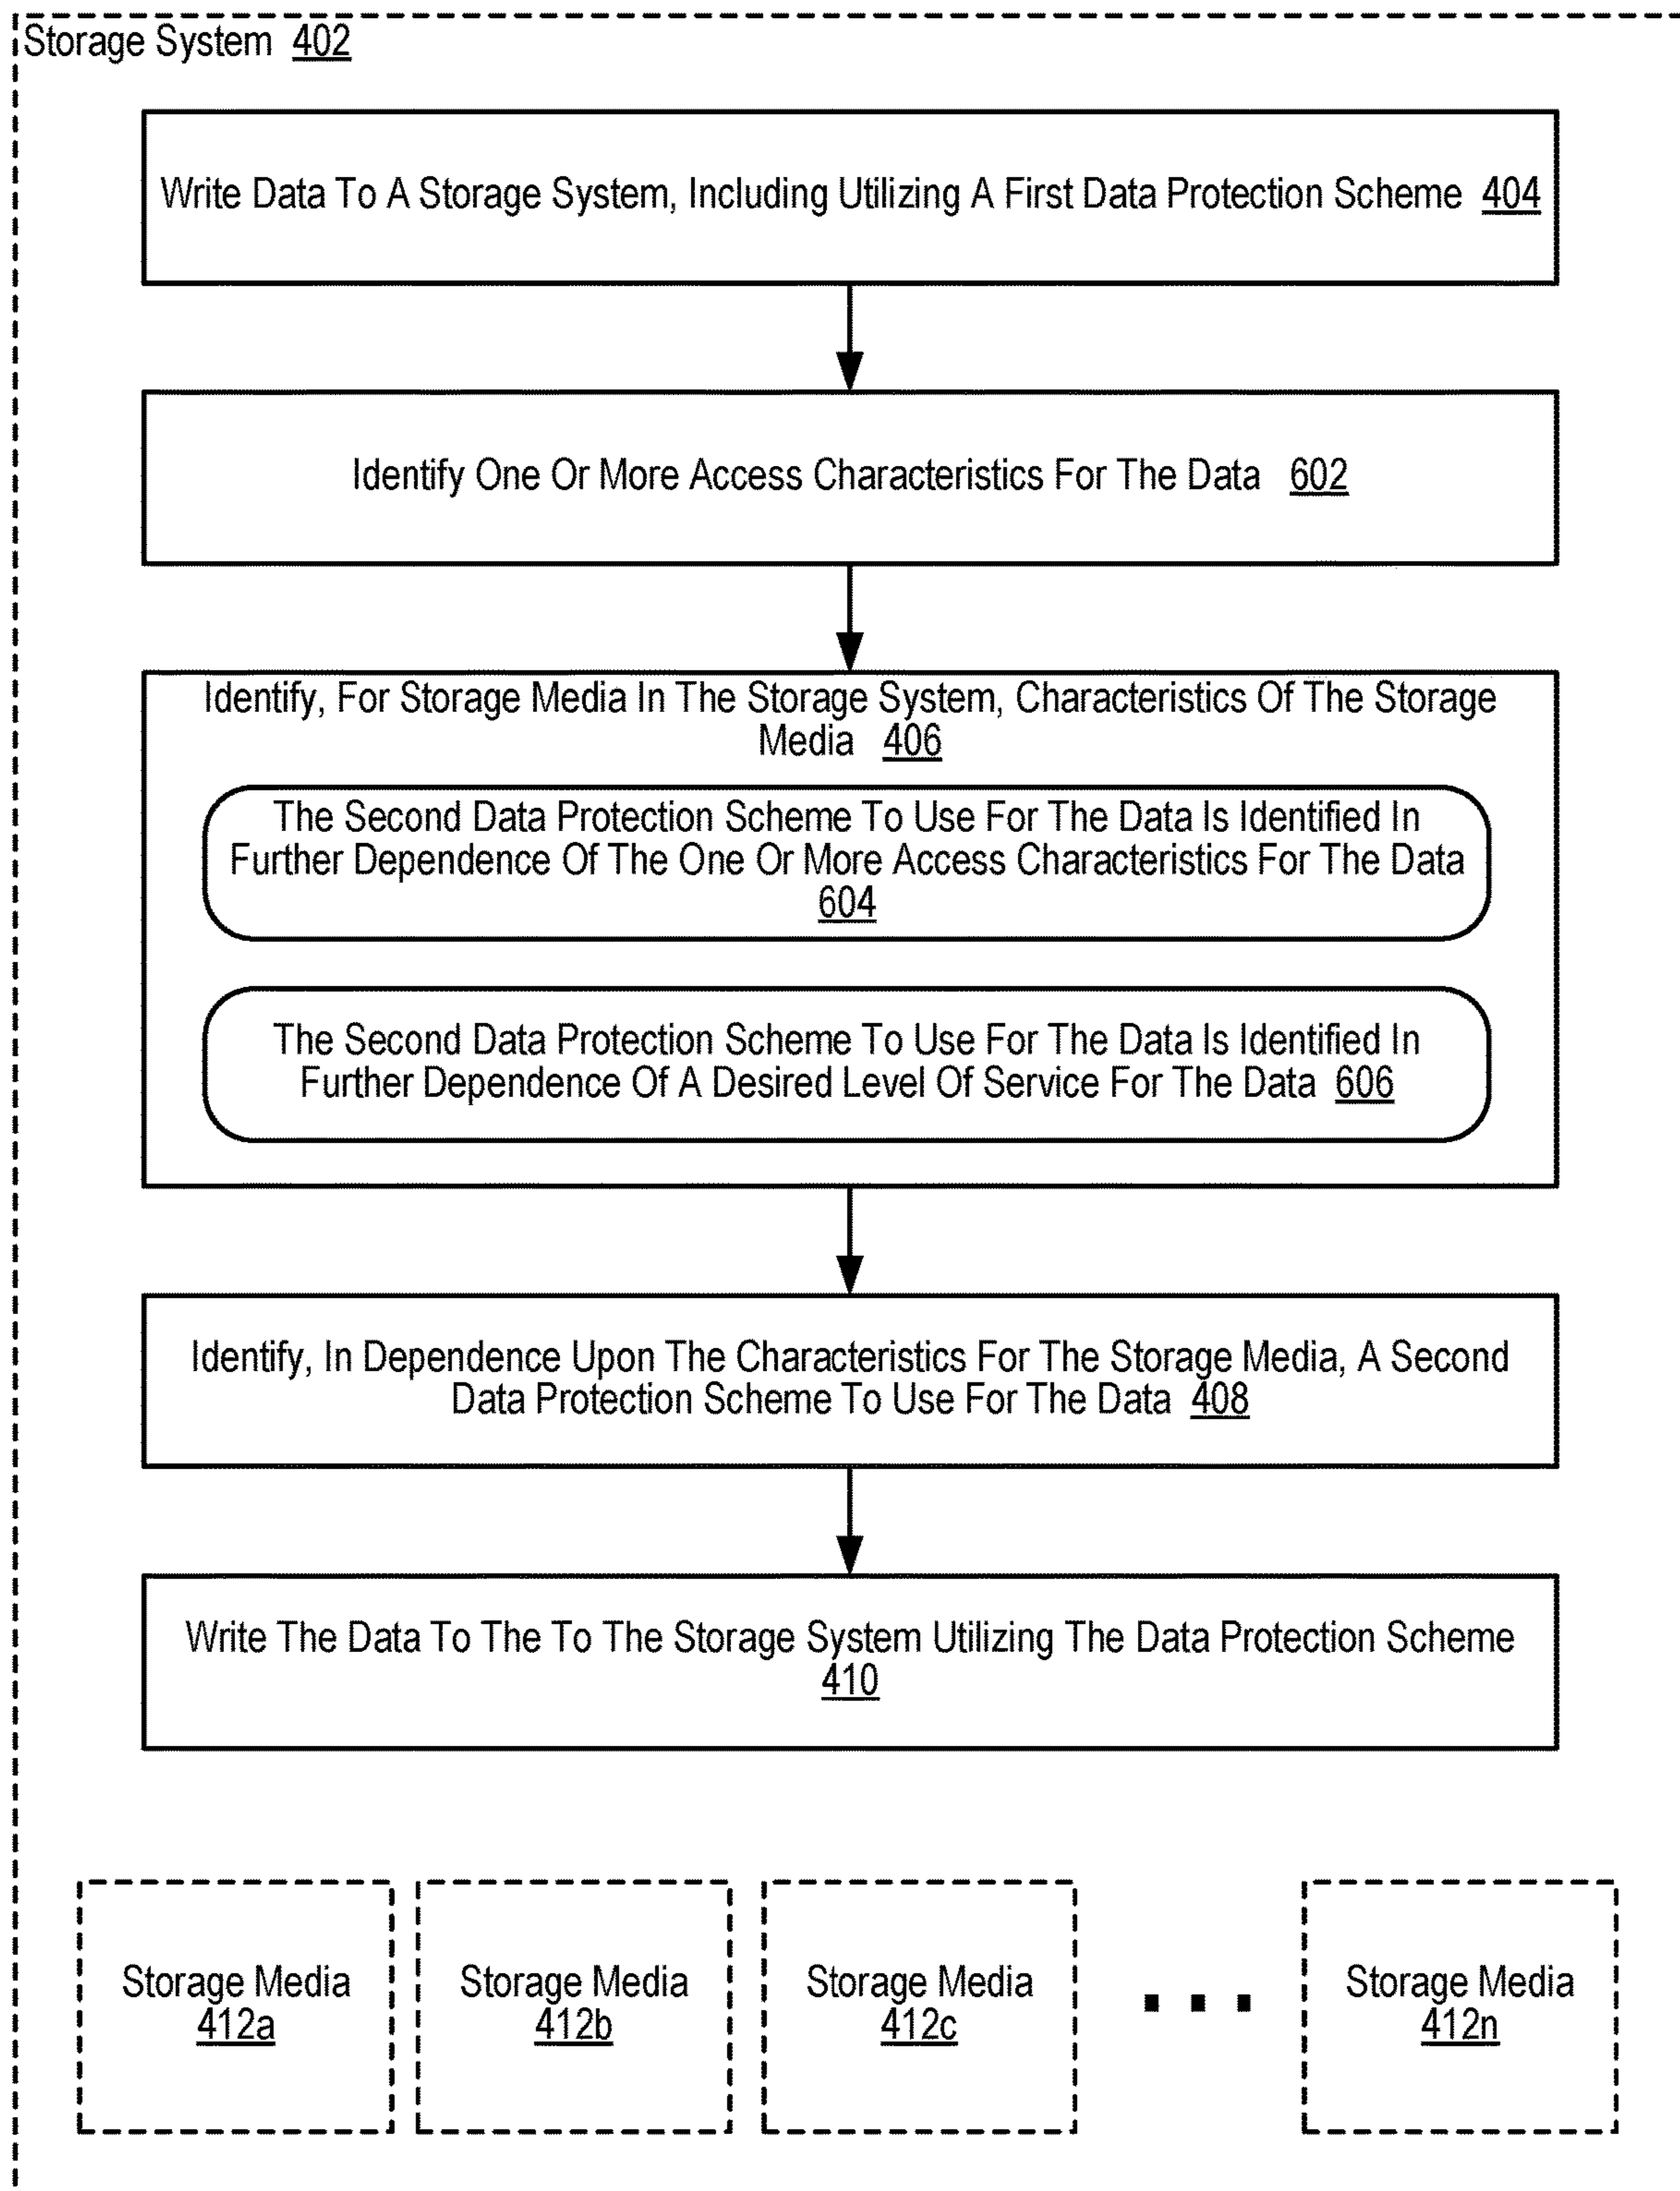 Storage System 402
Write Data To A Storage System, Including Utilizing A First Data Protection Scheme 404
Identify One Or More Access Characteristics For The Data 602
Identify, For Storage Media In The Storage System, Characteristics Of The Storage
Media 406
The Second Data Protection Scheme To Use For The Data Is Identified In
Further Dependence Of The One Or More Access Characteristics For The Data
604
The Second Data Protection Scheme To Use For The Data Is Identified In
Further Dependence Of A Desired Level Of Service For The Data 606
Identify, In Dependence Upon The Characteristics For The Storage Media, A Second
Data Protection Scheme To Use For The Data 408
Write The Data To The To The Storage System Utilizing The Data Protection Scheme
410
Storage Media
412a
Storage Media
412b
Storage Media
412c
Storage Media
412n